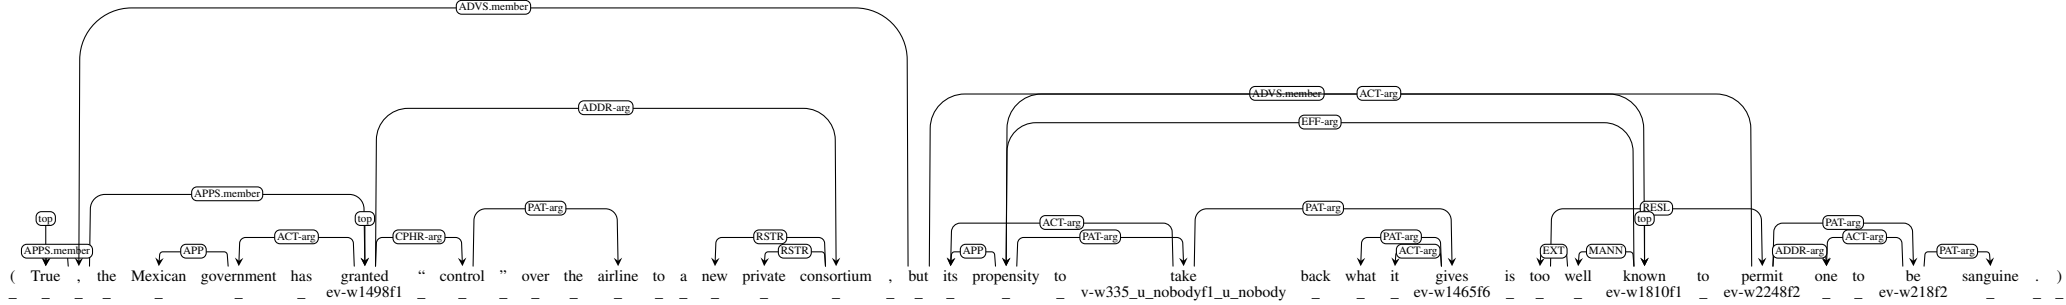 ADVS.member
ADVS.member ACT-arg
ADDR-arg
EFF-arg
APPS.member
PAT-arg PAT-arg RESL
top top top
ACT-arg PAT-arg
ACT-arg CPHR-arg RSTR PAT-arg PAT-arg ACT-arg
APPS.member APP RSTR APP ACT-arg EXT MANN ADDR-arg PAT-arg
( True , the Mexican government has granted “ control ” over the airline to a new private consortium , but its propensity to take back what it gives is too well known to permit one to be sanguine . )
_ _ _ _ _ _ _ ev-w1498f1 _ _ _ _ _ _ _ _ _ _ _ _ _ _ _ _ v-w335_u_nobodyf1_u_nobody _ _ _ ev-w1465f6 _ _ _ ev-w1810f1 _ ev-w2248f2 _ _ ev-w218f2 _ _ _